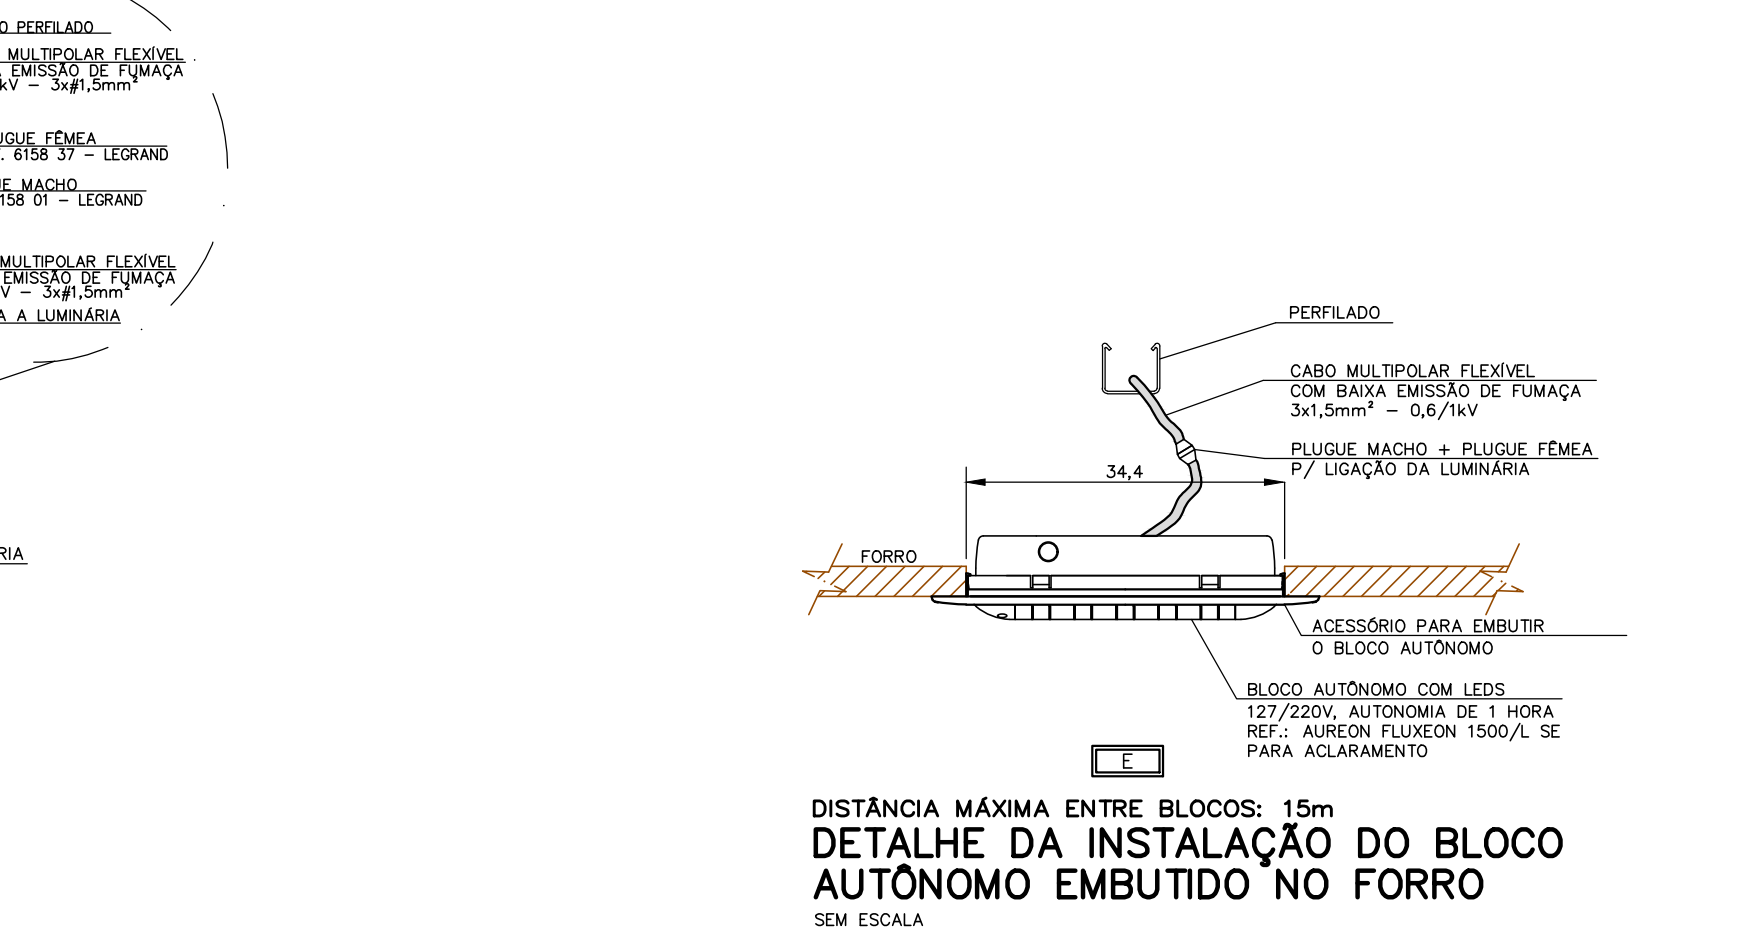 O PERFILADO
MULTIPOLAR FLEXÍVEL
EMISSÃO DE FUMAÇA
kV - 3x#1,5mm²
FÊMEA
6158 37 - LEGRAND
MACHO
158 01 - LEGRAND
MULTIPOLAR FLEXÍVEL
EMISSÃO DE FUMAÇA
V - 3x#1,5mm²
A LUMINÁRIA
RIA
PERFILADO
CABO MULTIPOLAR FLEXÍVEL
COM BAIXA EMISSÃO DE FUMAÇA
3x1,5mm² - 0,6/1kV
PLUGUE MACHO + PLUGUE FÊMEA
P/ LIGAÇÃO DA LUMINÁRIA
34,4
FORRO
ACESSÓRIO PARA EMBUTIR
O BLOCO AUTÔNOMO
BLOCO AUTÔNOMO COM LEDS
127/220V, AUTONOMIA DE 1 HORA
REF.: AUREON FLUXEON 1500/L SE
PARA ACLARAMENTO
E
DISTÂNCIA MÁXIMA ENTRE BLOCOS: 15m
DETALHE DA INSTALAÇÃO DO BLOCO
AUTÔNOMO EMBUTIDO NO FORRO
SEM ESCALA